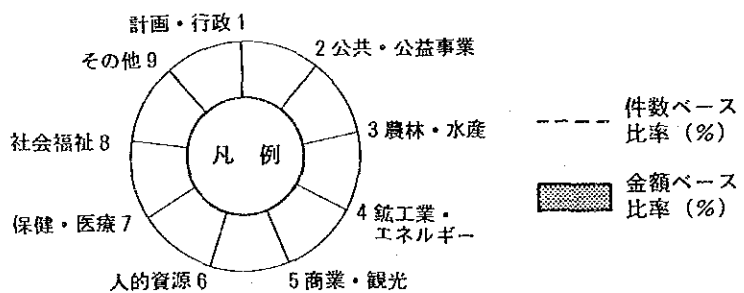 計画・行政 1
2 公共・公益事業
その他 9
3 農林・水産
社会福祉 8
凡 例
4 鉱工業・
エネルギー
保健・医療 7
人的資源 6
5 商業・観光
件数ベース
比率 (%)
金額ベース
比率 (%)